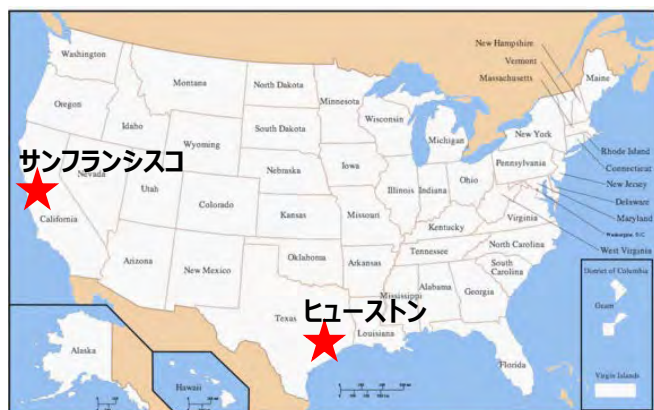 New Hampshire
Vermont
Massachusetts
Washington
Montana
North Dakota
Minnesota
Maine
Oregon
Idaho
Wyoming
South Dakota
Wisconsin
Michigan
New York
Rhode Island
Connecticut
サンフランシスコ
Nevada
Utah
Colorado
Nebraska
Iowa
Illinois
Indiana
Ohio
Pennsylvania
New Jersey
Delaware
Maryland
Washington, D.C.
West Virginia
California
Kansas
Missouri
Kentucky
Virginia
Arizona
New Mexico
Oklahoma
Arkansas
Tennessee
North Carolina
South
Carolina
Mississippi
Alabama
Georgia
Texas
ヒューストン
Louisiana
Florida
Alaska
Hawaii
District of Columbia
Guam
Virgin Islands